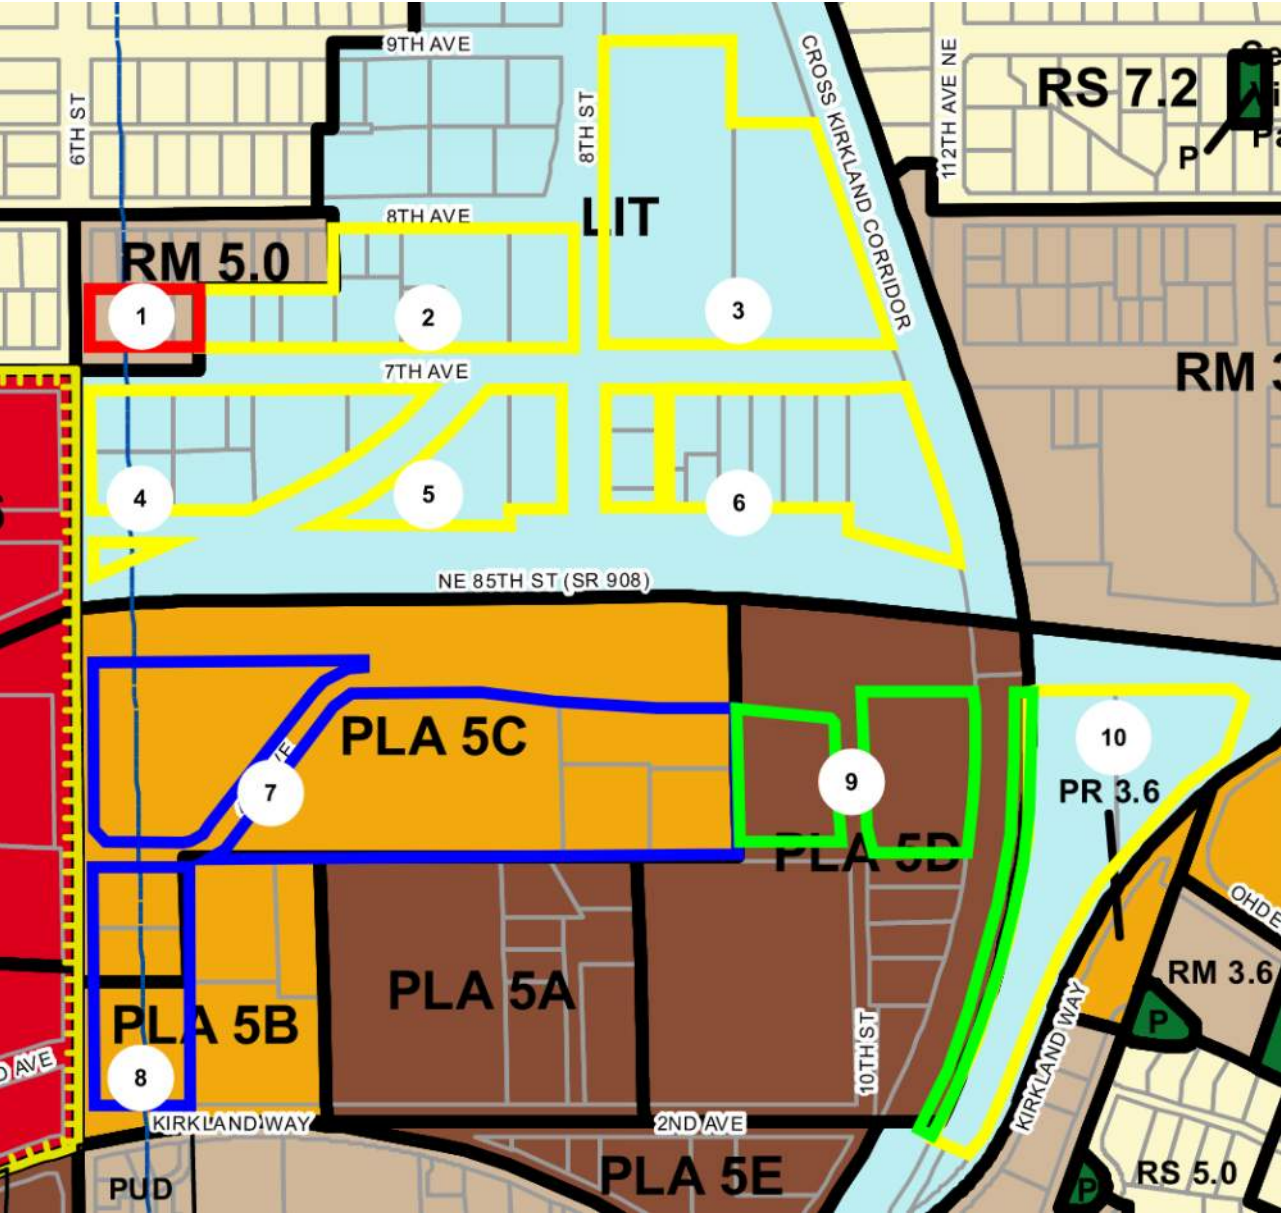 9TH AVE
CROSS KIRKLAND CORRIDOR
112TH AVE NE
RS 7.2
6TH ST
8TH ST
P
8TH AVE
LIT
RM 5.0
1
2
3
7TH AVE
RM 3
4
5
6
NE 85TH ST (SR 908)
PLA 5C
10
7
9
PR 3.6
PLA 5D
OHDE
RM 3.6
PLA 5A
PLA 5B
P
10TH ST
KIRKLAND WAY
8
AVE
KIRKLAND WAY
2ND AVE
PLA 5E
RS 5.0
PUD
P